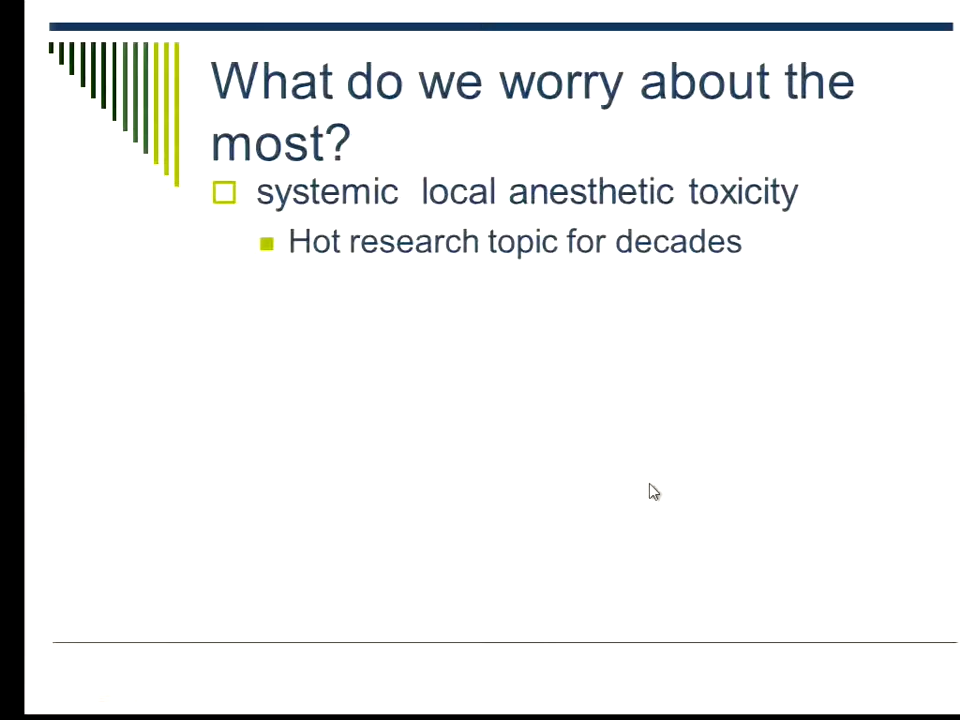 What do we worry about the
most?
systemic local anesthetic toxicity
Hot research topic for decades